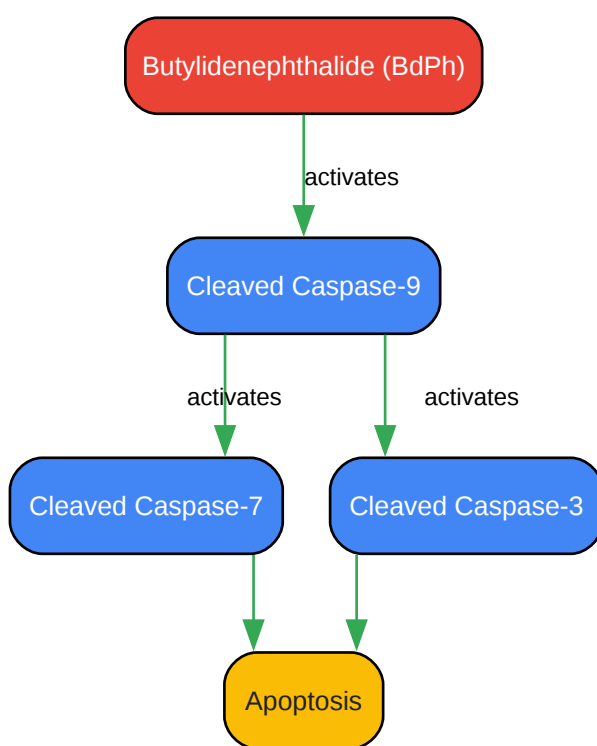 Butylidenephthalide (BdPh)
activates
Cleaved Caspase-9
activates
activates
Cleaved Caspase-7
Cleaved Caspase-3
Apoptosis